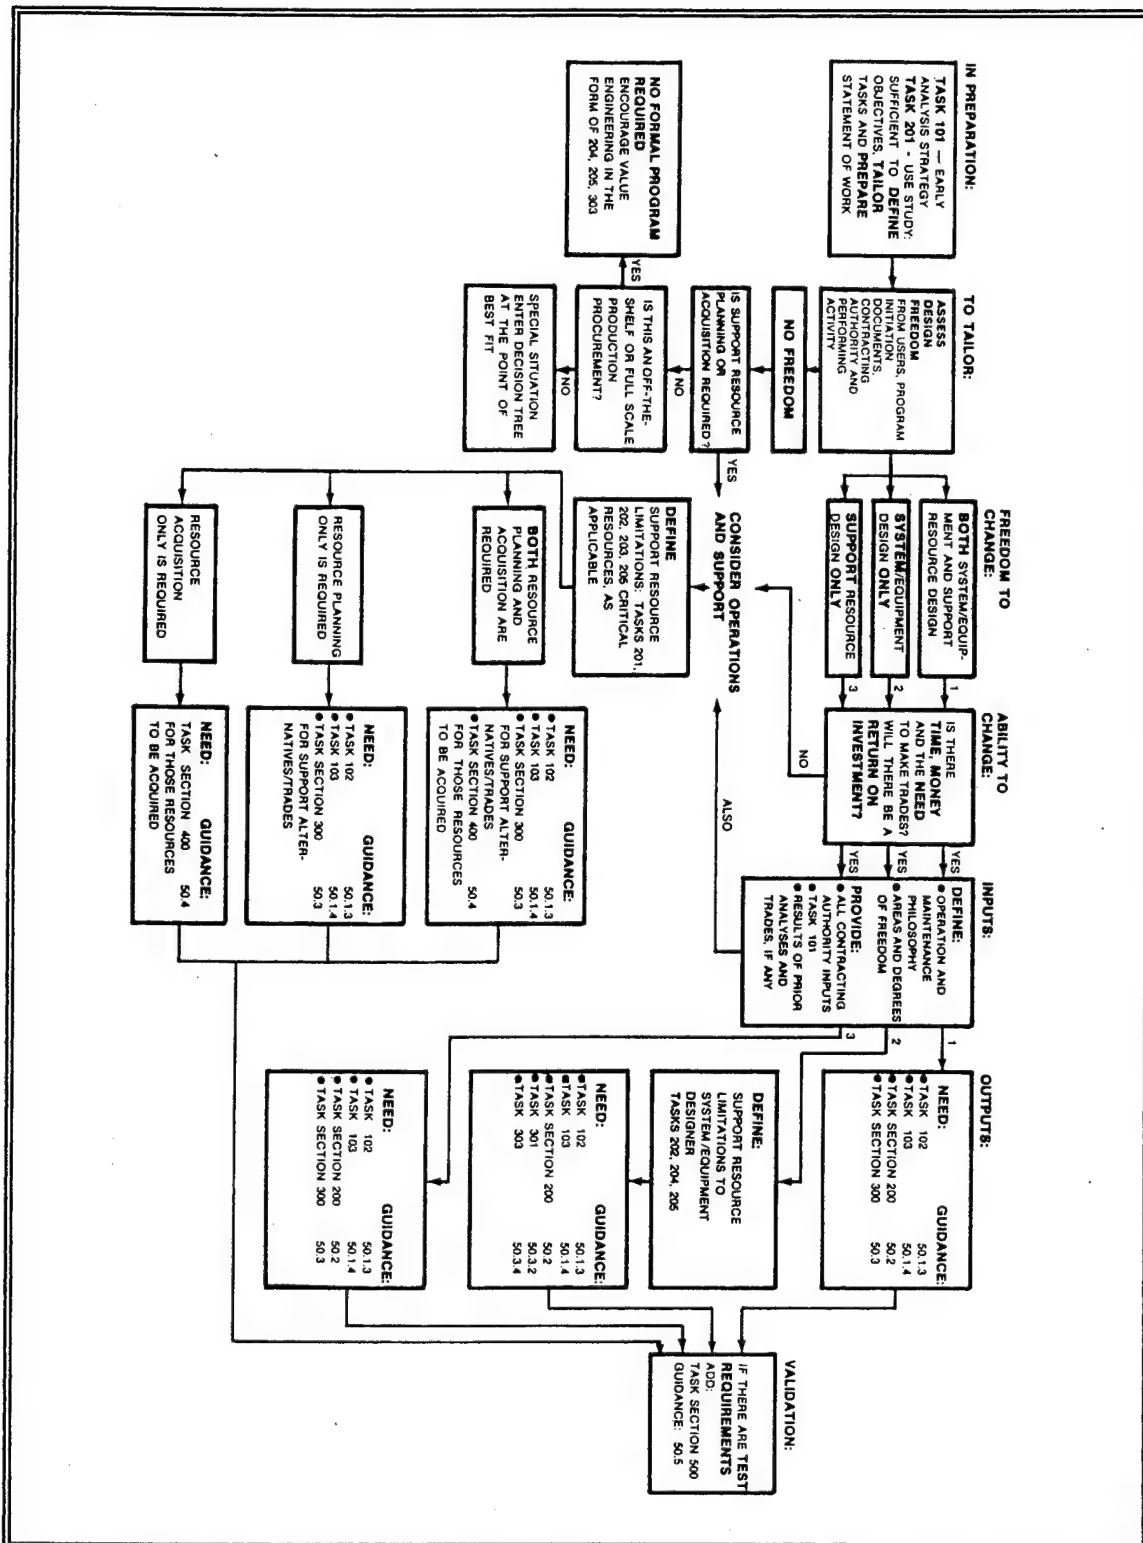 IN PREPARATION:
TASK 101 — EARLY
ANALYSIS STRATEGY
TASK 201 - USE STUDY:
SUFFICIENT TO DEFINE
OBJECTIVES, TAILOR
TASKS AND PREPARE
STATEMENT OF WORK
NO FORMAL PROGRAM
REQUIRED
ENCOURAGE VALUE
ENGINEERING IN THE
FORM OF 204, 205, 303
TO TAILOR:
ASSESS
DESIGN
FREEDOM
FROM USERS, PROGRAM
INITIATION
DOCUMENTS,
CONTRACTING
AUTHORITY AND
PERFORMING
ACTIVITY
NO FREEDOM
IS SUPPORT RESOURCE
PLANNING OR
ACQUISITION REQUIRED?
YES
NO
IS THIS AN OFF-THE-
SHELF OR FULL SCALE
PRODUCTION
PROCUREMENT?
YES
NO
SPECIAL SITUATION
ENTER DECISION TREE
AT THE POINT OF
BEST FIT
FREEDOM TO
CHANGE:
BOTH SYSTEM/EQUIP-
MENT AND SUPPORT
RESOURCE DESIGN
SYSTEM/EQUIPMENT
DESIGN ONLY
SUPPORT RESOURCE
DESIGN ONLY
1
2
3
CONSIDER OPERATIONS
AND SUPPORT
DEFINE
SUPPORT RESOURCE
LIMITATIONS: TASKS 201,
202, 203, 205 CRITICAL
RESOURCES, AS
APPLICABLE
BOTH RESOURCE
PLANNING AND
ACQUISITION ARE
REQUIRED
RESOURCE PLANNING
ONLY IS REQUIRED
RESOURCE
ACQUISITION
ONLY IS REQUIRED
ABILITY TO
CHANGE:
IS THERE
TIME, MONEY
AND THE NEED
TO MAKE TRADES?
WILL THERE BE A
RETURN ON
INVESTMENT?
NO
YES
YES
YES
ALSO
NEED: GUIDANCE:
● TASK 102 50.1.3
● TASK 103 50.1.4
● TASK SECTION 300 50.3
FOR SUPPORT ALTER-
NATIVES/TRADES
● TASK SECTION 400 50.4
FOR THOSE RESOURCES
TO BE ACQUIRED
NEED: GUIDANCE:
● TASK 102 50.1.3
● TASK 103 50.1.4
● TASK SECTION 300 50.3
FOR SUPPORT ALTER-
NATIVES/TRADES
NEED: GUIDANCE:
TASK SECTION 400 50.4
FOR THOSE RESOURCES
TO BE ACQUIRED
INPUTS:
DEFINE:
● OPERATION AND
MAINTENANCE
PHILOSOPHY
● AREAS AND DEGREES
OF FREEDOM
PROVIDE:
● ALL CONTRACTING
AUTHORITY INPUTS
● TASK 101
● RESULTS OF PRIOR
ANALYSES AND
TRADES, IF ANY
1
2
3
OUTPUTS:
NEED: GUIDANCE:
● TASK 102 50.1.3
● TASK 103 50.1.4
● TASK SECTION 200 50.2
● TASK SECTION 300 50.3
DEFINE:
SUPPORT RESOURCE
LIMITATIONS TO
SYSTEM/EQUIPMENT
DESIGNER
TASKS 202, 204, 205
NEED: GUIDANCE:
● TASK 102 50.1.3
● TASK 103 50.1.4
● TASK SECTION 200 50.2
● TASK 301 50.3.2
● TASK 303 50.3.4
NEED: GUIDANCE:
● TASK 102 50.1.3
● TASK 103 50.1.4
● TASK SECTION 200 50.2
● TASK SECTION 300 50.3
VALIDATION:
IF THERE ARE TEST
REQUIREMENTS
ADD:
TASK SECTION 500
GUIDANCE: 50.5